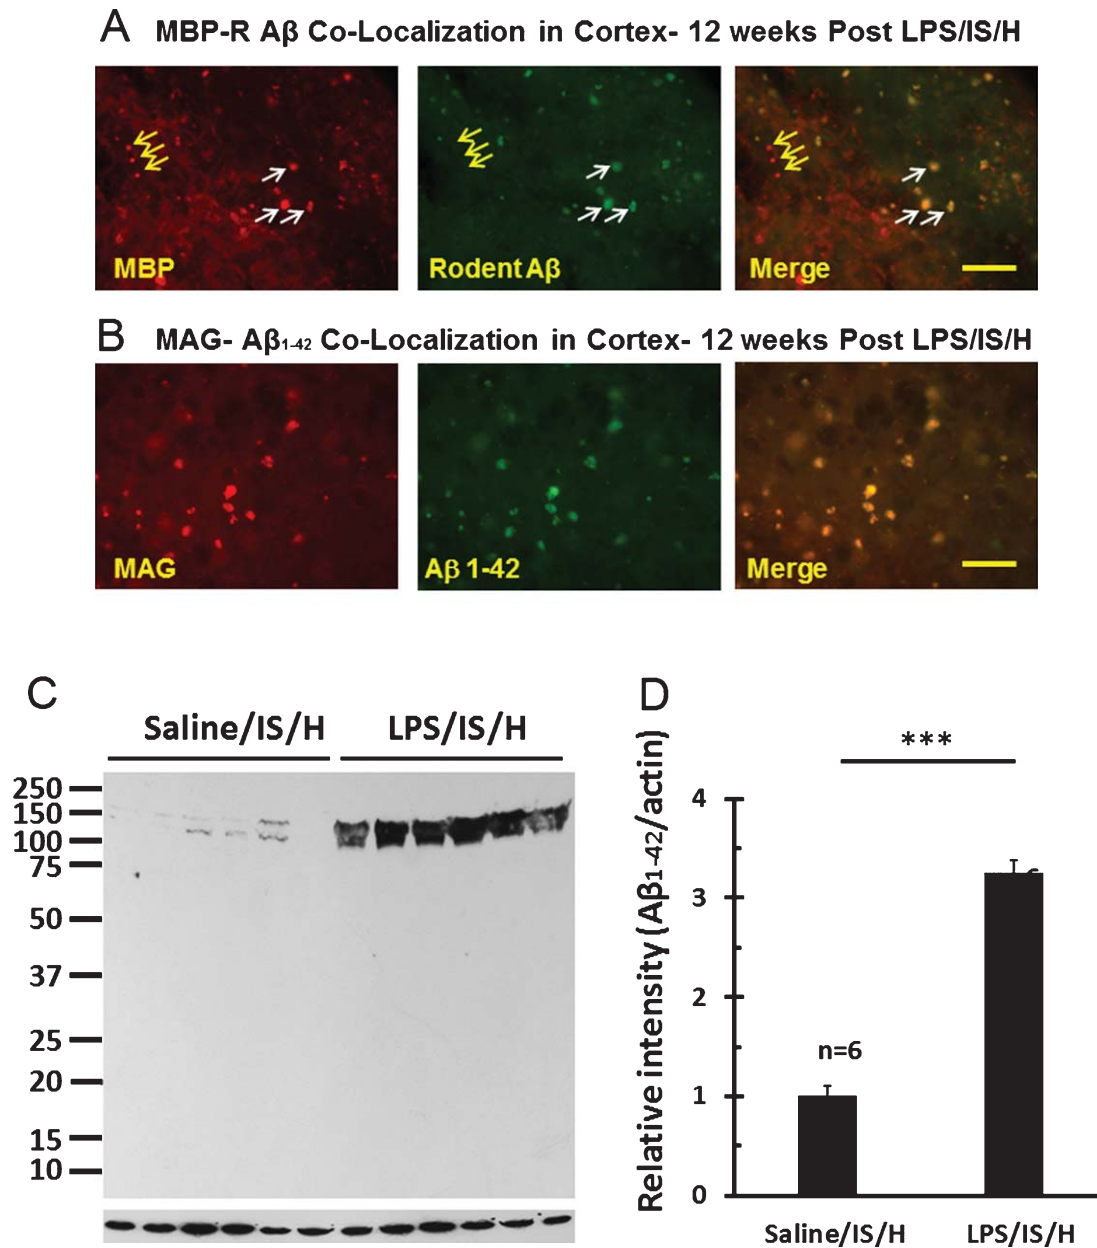 A MBP-R Aβ Co-Localization in Cortex- 12 weeks Post LPS/IS/H
MBP
Rodent Aβ
Merge
B MAG- Aβ1-42 Co-Localization in Cortex- 12 weeks Post LPS/IS/H
MAG
Aβ 1-42
Merge
C
Saline/IS/H
LPS/IS/H
250
150
100
75
50
37
25
20
15
10
D
***
Relative intensity (Aβ1-42/actin)
4
3
2
1
0
n=6
Saline/IS/H
LPS/IS/H